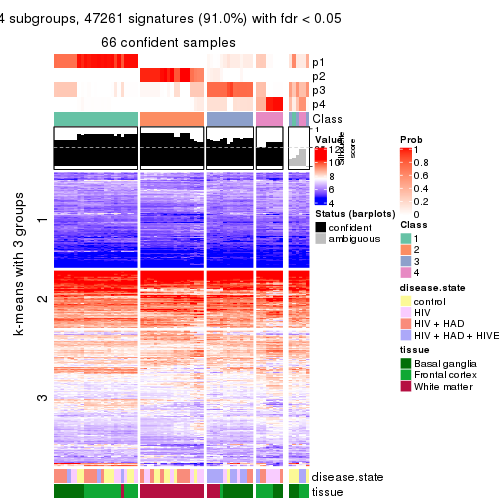 4 subgroups, 47261 signatures (91.0%) with fdr < 0.05
66 confident samples
p1
p2
p3
p4
Class
1
Silhouette
score
k-means with 3 groups
1
2
3
Value
12
10
8
6
4
Status (barplots)
confident
ambiguous
Prob
1
0.8
0.6
0.4
0.2
0
Class
1
2
3
4
disease.state
control
HIV
HIV + HAD
HIV + HAD + HIVE
tissue
Basal ganglia
Frontal cortex
White matter
disease.state
tissue